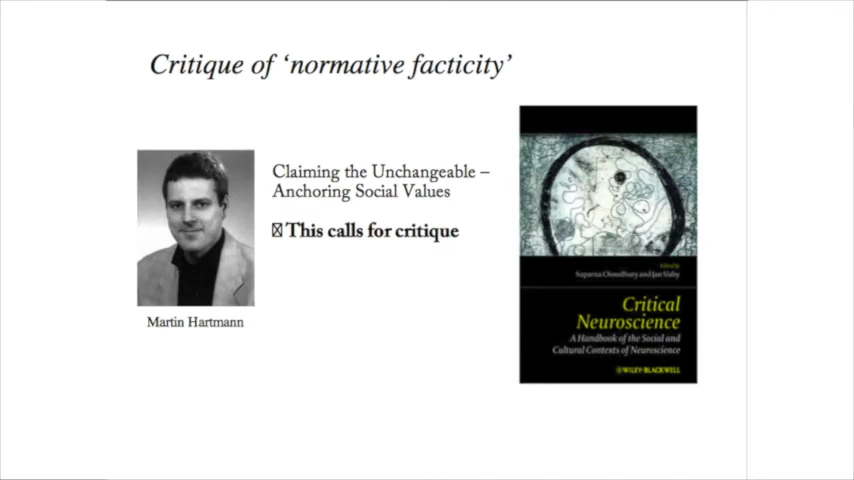 Critique of ‘normative facticity’
Claiming the Unchangeable –
Anchoring Social Values
This calls for critique
Martin Hartmann
Edited by
Suparna Choudhury and Jan Slaby
Critical
Neuroscience
A Handbook of the Social and
Cultural Contexts of Neuroscience
WILEY-BLACKWELL